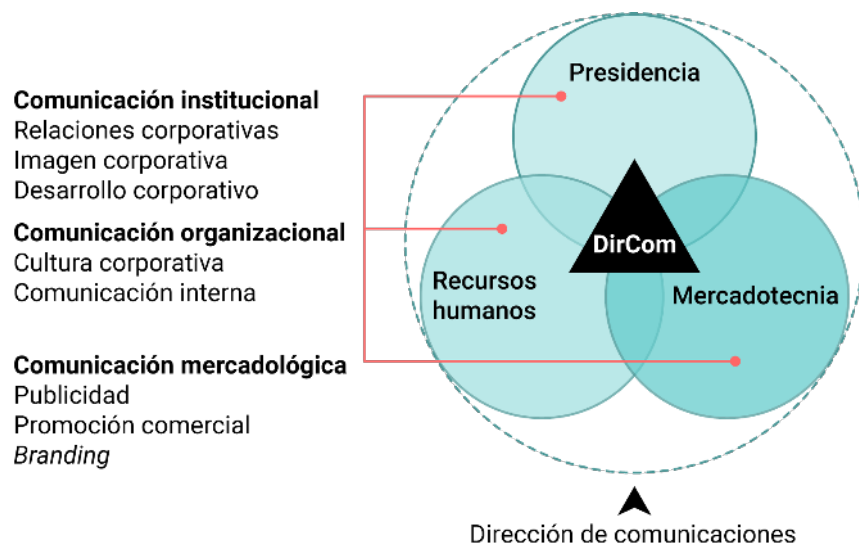 Comunicación institucional
Relaciones corporativas
Imagen corporativa
Desarrollo corporativo
Comunicación organizacional
Cultura corporativa
Comunicación interna
Comunicación mercadológica
Publicidad
Promoción comercial
Branding
Presidencia
DirCom
Recursos
humanos
Mercadotecnia
Dirección de comunicaciones